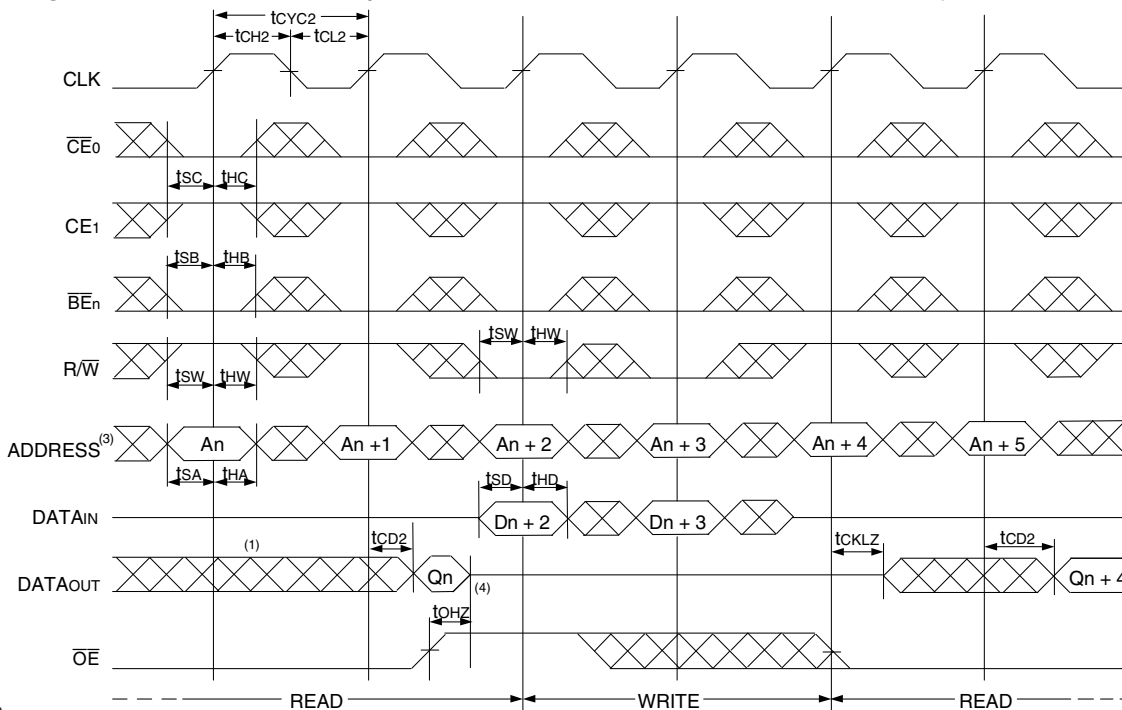 tCYC2
tCH2 tCL2
CLK
CE0
tSC tHC
CE1
tSB tHB
BEn
tSW tHW
R/W
tSW tHW
ADDRESS(3) An An +1 An + 2 An + 3 An + 4 An + 5
tSA tHA tSD tHD
DATAIN Dn + 2 Dn + 3
(1) tCD2 tCKLZ tCD2
DATAOUT Qn (4) Qn + 4
tOHZ
OE
READ WRITE READ